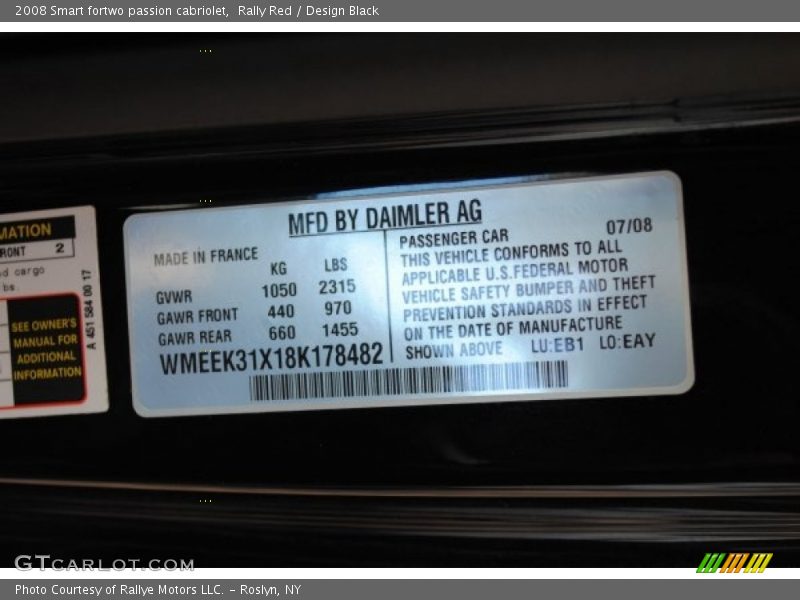 2008 Smart fortwo passion cabriolet,  Rally Red / Design Black
MATION
RONT 2
d cargo
bs.
SEE OWNER'S
MANUAL FOR
ADDITIONAL
INFORMATION
A 451 584 00 17
MFD BY DAIMLER AG
MADE IN FRANCE
KG LBS
GVWR 1050 2315
GAWR FRONT 440 970
GAWR REAR 660 1455
WMEEK31X18K178482
PASSENGER CAR 07/08
THIS VEHICLE CONFORMS TO ALL
APPLICABLE U.S.FEDERAL MOTOR
VEHICLE SAFETY BUMPER AND THEFT
PREVENTION STANDARDS IN EFFECT
ON THE DATE OF MANUFACTURE
SHOWN ABOVE LU:EB1 LO:EAY
GTCARLOT.COM
Photo Courtesy of Rallye Motors LLC. - Roslyn, NY